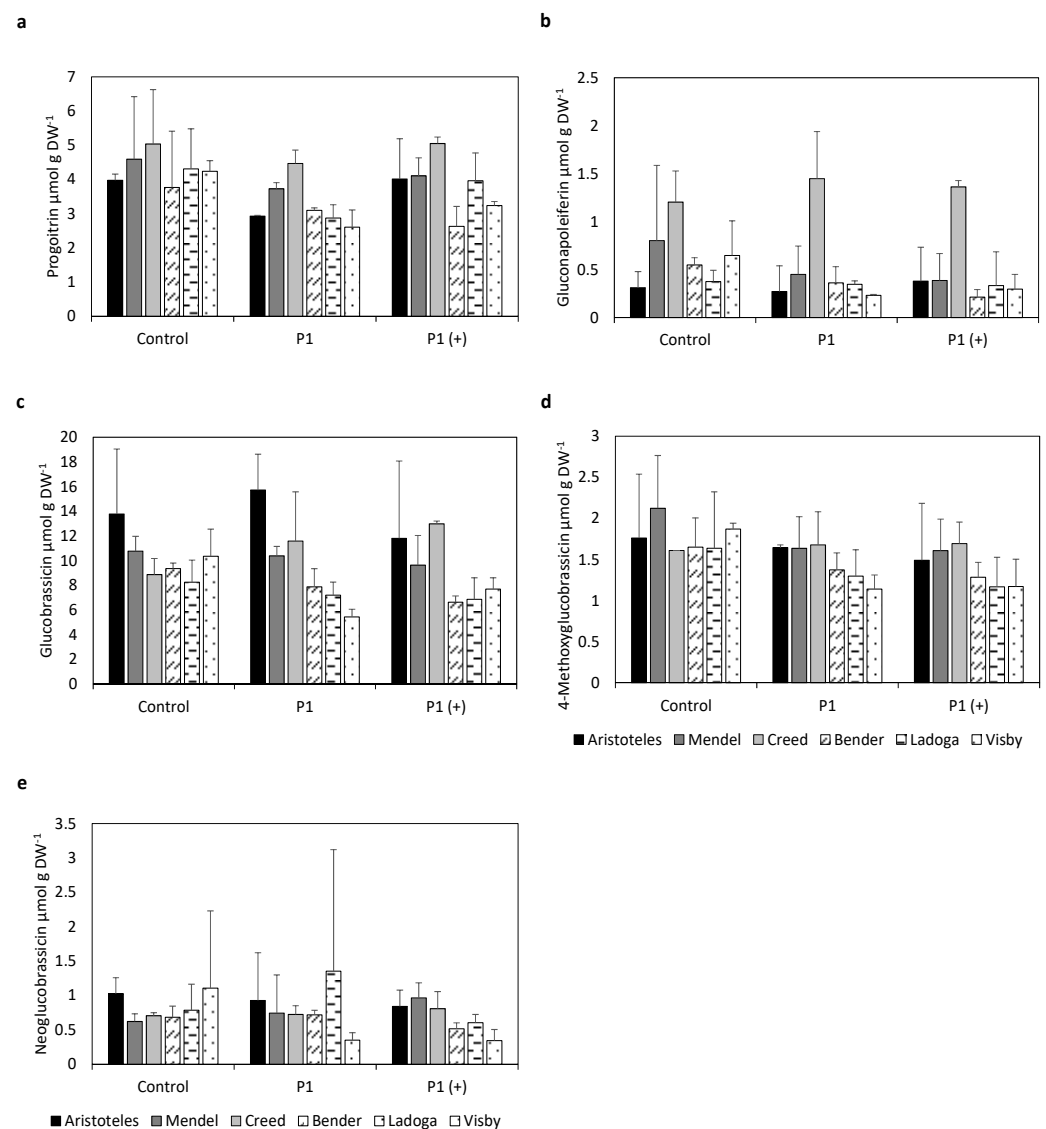 a
Progoitrin µmol g DW-1
7
6
5
4
3
2
1
0
Control P1 P1 (+)
b
Gluconapoleiferin µmol g DW-1
2.5
2
1.5
1
0.5
0
Control P1 P1 (+)
c
Glucobrassicin µmol g DW-1
20
18
16
14
12
10
8
6
4
2
0
Control P1 P1 (+)
d
4-Methoxyglucobrassicin µmol g DW-1
3
2.5
2
1.5
1
0.5
0
Control P1 P1 (+)
Aristoteles Mendel Creed Bender Ladoga Visby
e
Neoglucobrassicin µmol g DW-1
3.5
3
2.5
2
1.5
1
0.5
0
Control P1 P1 (+)
Aristoteles Mendel Creed Bender Ladoga Visby